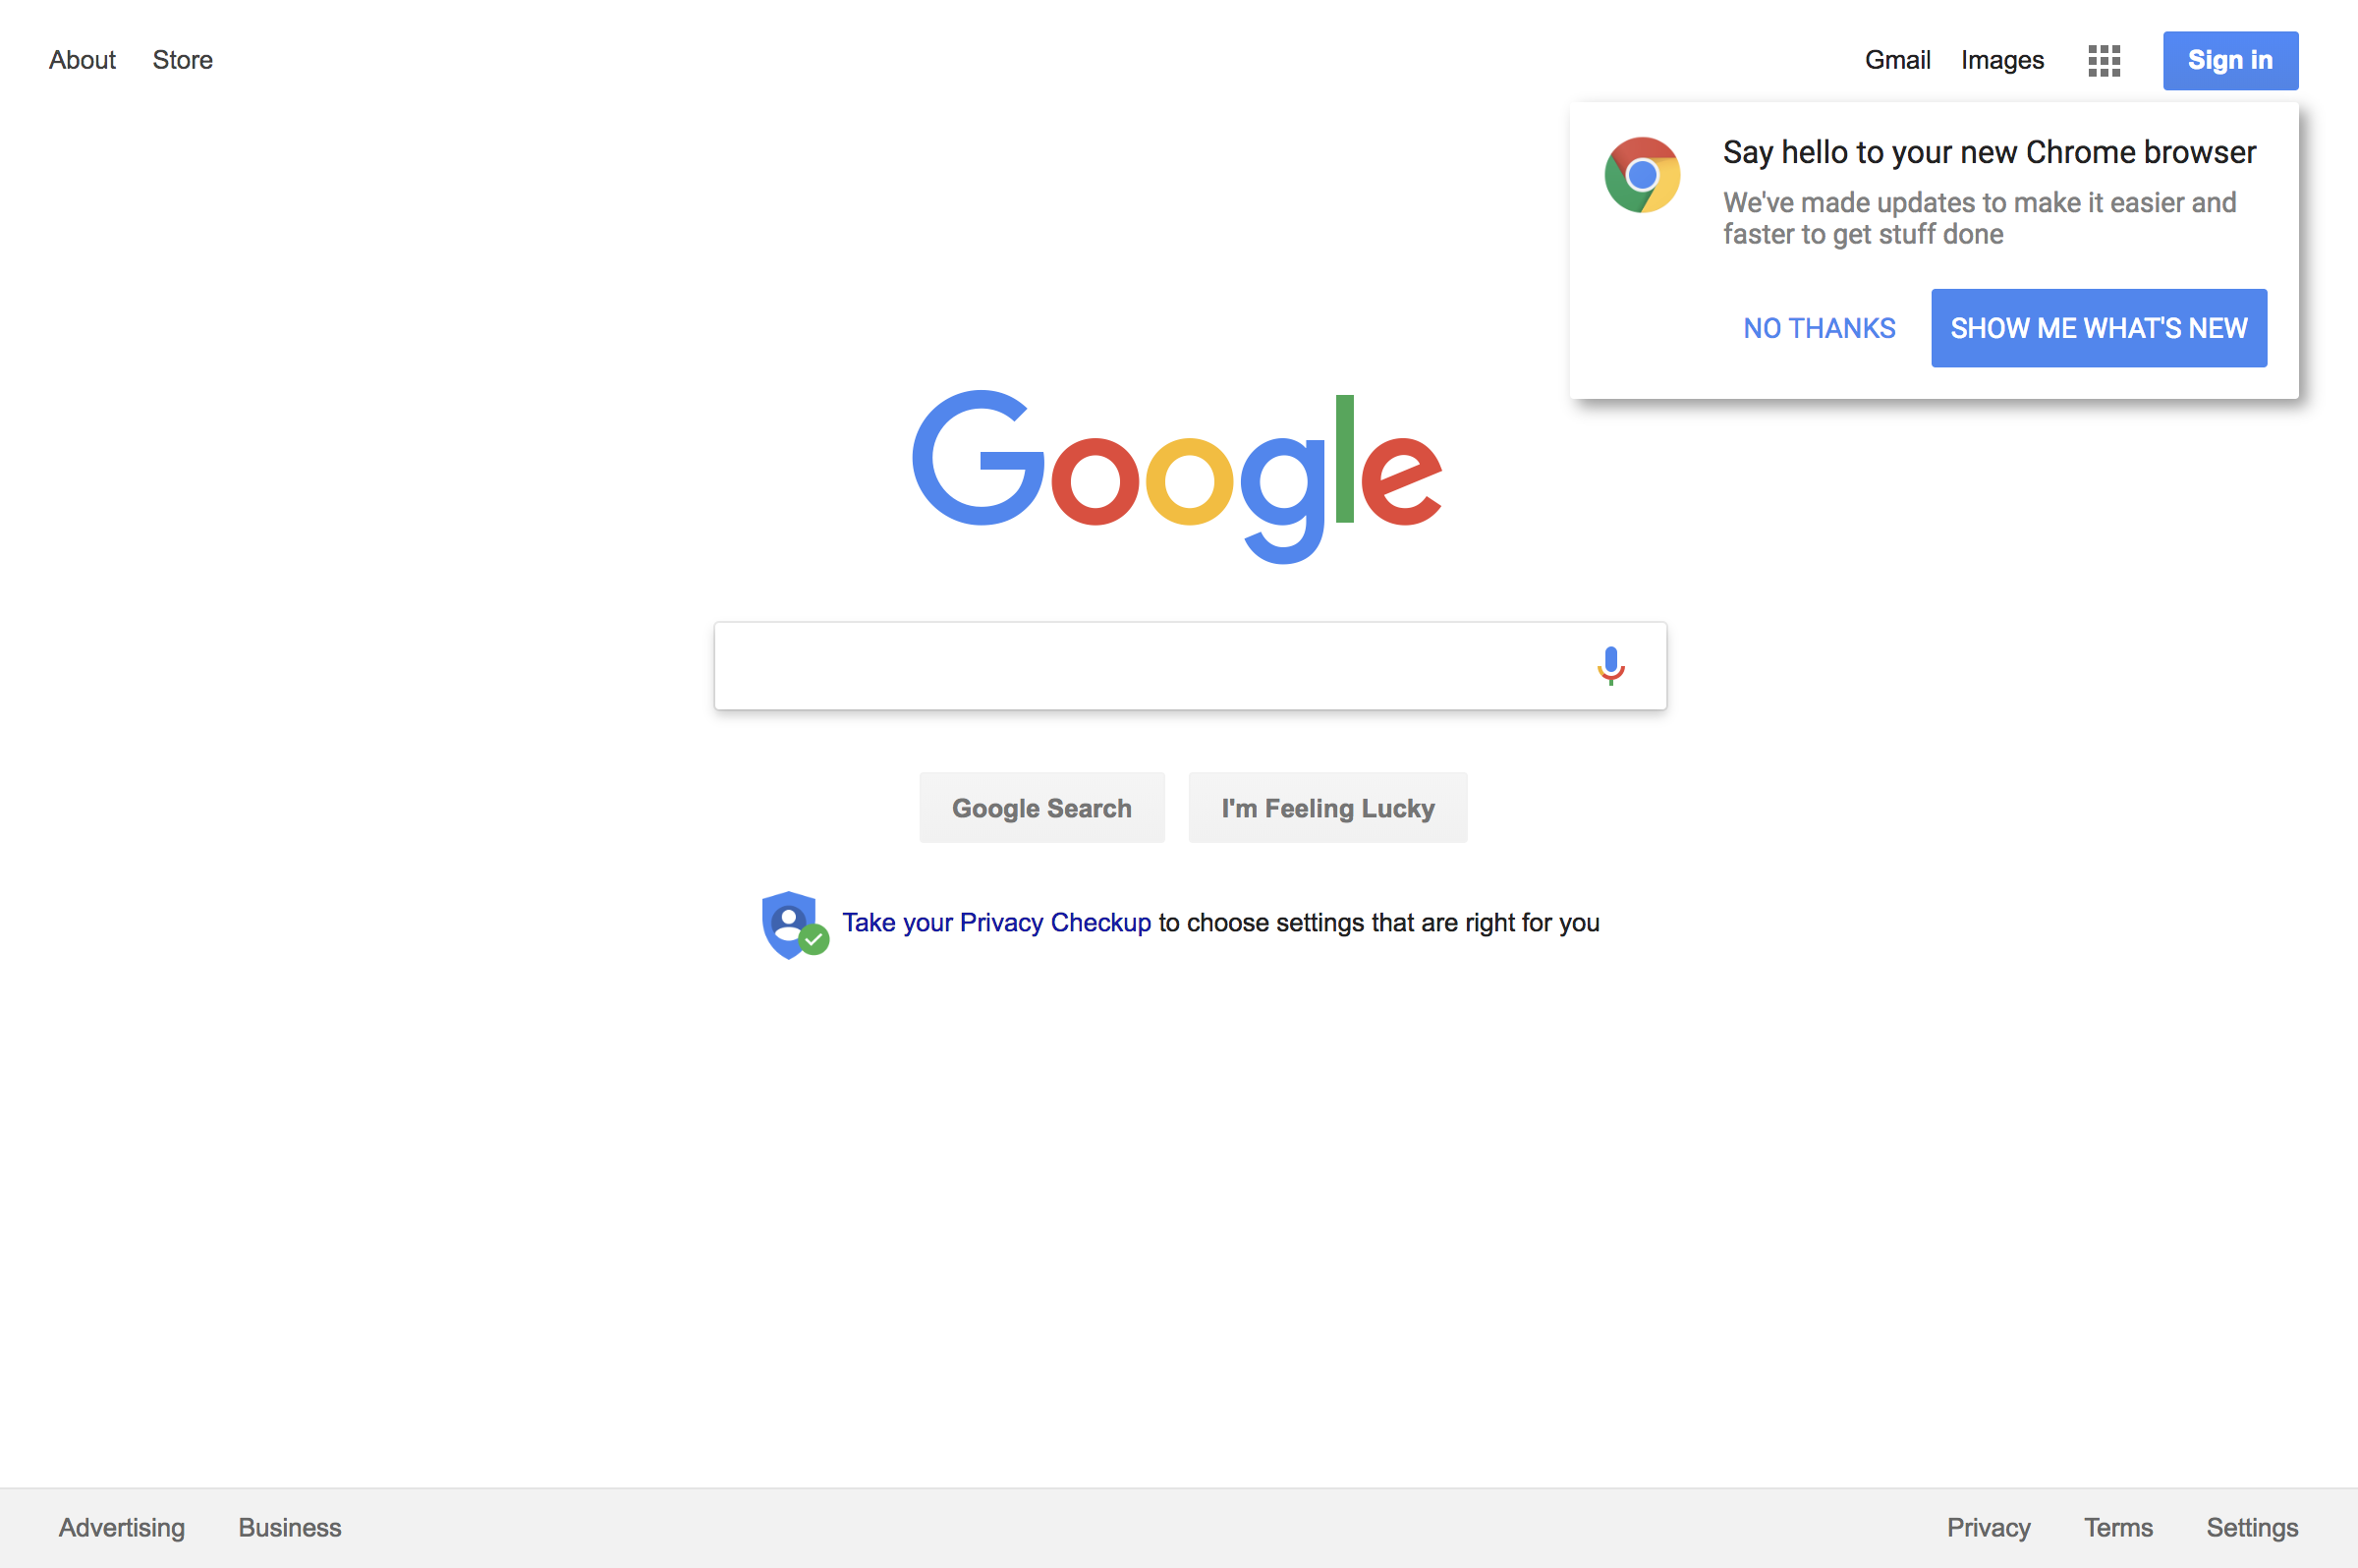 About Store Gmail Images Sign in
Say hello to your new Chrome browser
We've made updates to make it easier and
faster to get stuff done
NO THANKS SHOW ME WHAT'S NEW
Google
Google Search I'm Feeling Lucky
Take your Privacy Checkup to choose settings that are right for you
Advertising Business Privacy Terms Settings